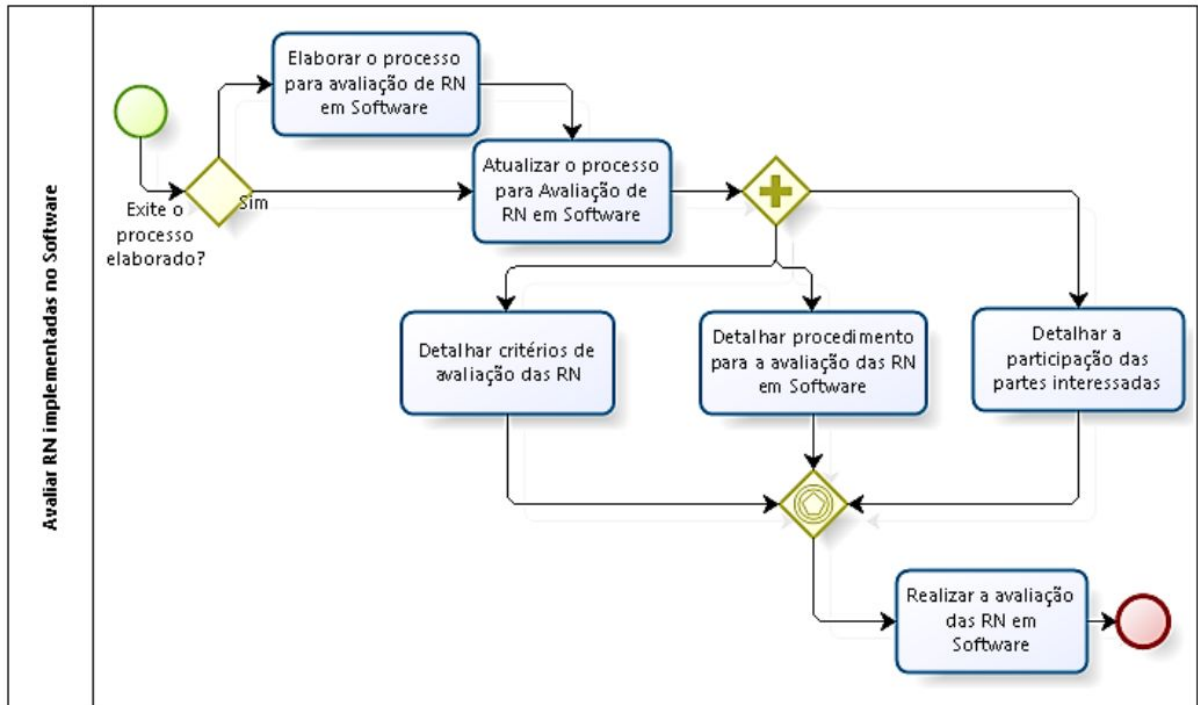 Avaliar RN implementadas no Software
Elaborar o processo
para avaliação de RN
em Software
Exite o
processo
elaborado?
Sim
Atualizar o processo
para Avaliação de
RN em Software
Detalhar critérios de
avaliação das RN
Detalhar procedimento
para a avaliação das RN
em Software
Detalhar a
participação das
partes interessadas
Realizar a avaliação
das RN em
Software